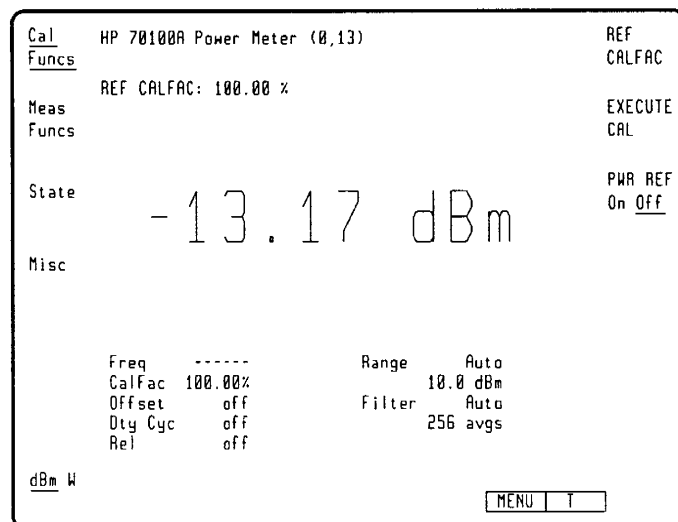 Cal
Funcs
HP 70100A Power Meter (0,13)
REF
CALFAC
REF CALFAC: 100.00 %
Meas
Funcs
EXECUTE
CAL
State
-13.17 dBm
PWR REF
On Off
Misc
Freq ------
CalFac 100.00%
Offset off
Dty Cyc off
Rel off
Range Auto
10.0 dBm
Filter Auto
256 avgs
dBm W
MENU T